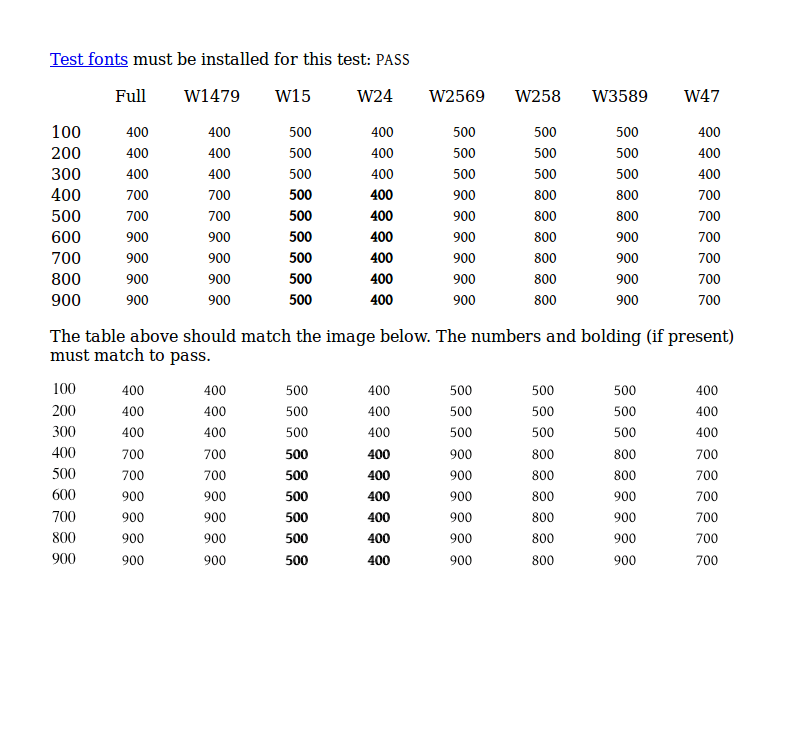 Test fonts must be installed for this test: PASS
Full W1479 W15 W24 W2569 W258 W3589 W47
100 400 400 500 400 500 500 500 400
200 400 400 500 400 500 500 500 400
300 400 400 500 400 500 500 500 400
400 700 700 500 400 900 800 800 700
500 700 700 500 400 900 800 800 700
600 900 900 500 400 900 800 900 700
700 900 900 500 400 900 800 900 700
800 900 900 500 400 900 800 900 700
900 900 900 500 400 900 800 900 700
The table above should match the image below. The numbers and bolding (if present)
must match to pass.
100 400 400 500 400 500 500 500 400
200 400 400 500 400 500 500 500 400
300 400 400 500 400 500 500 500 400
400 700 700 500 400 900 800 800 700
500 700 700 500 400 900 800 800 700
600 900 900 500 400 900 800 900 700
700 900 900 500 400 900 800 900 700
800 900 900 500 400 900 800 900 700
900 900 900 500 400 900 800 900 700